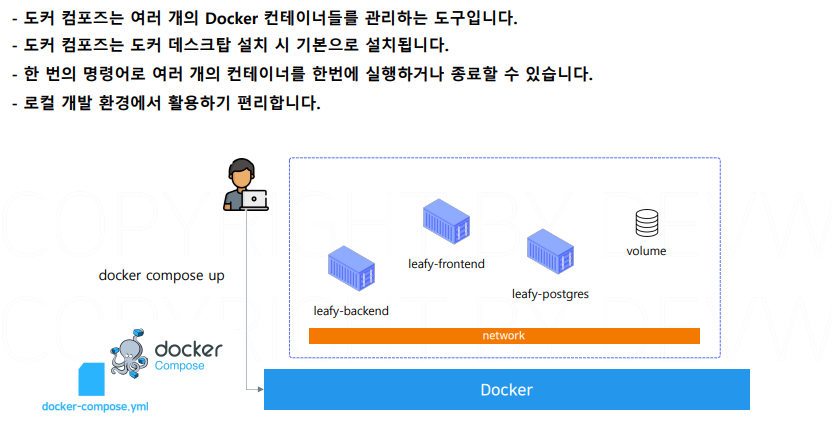 - 도커 컴포즈는 여러 개의 Docker 컨테이너들를 관리하는 도구입니다.
- 도커 컴포즈는 도커 데스크탑 설치 시 기본으로 설치됩니다.
- 한 번의 명령어로 여러 개의 컨테이너를 한번에 실행하거나 종료할 수 있습니다.
- 로컬 개발 환경에서 활용하기 편리합니다.
docker compose up
leafy-backend
leafy-frontend
leafy-postgres
volume
network
docker
Compose
docker-compose.yml
Docker